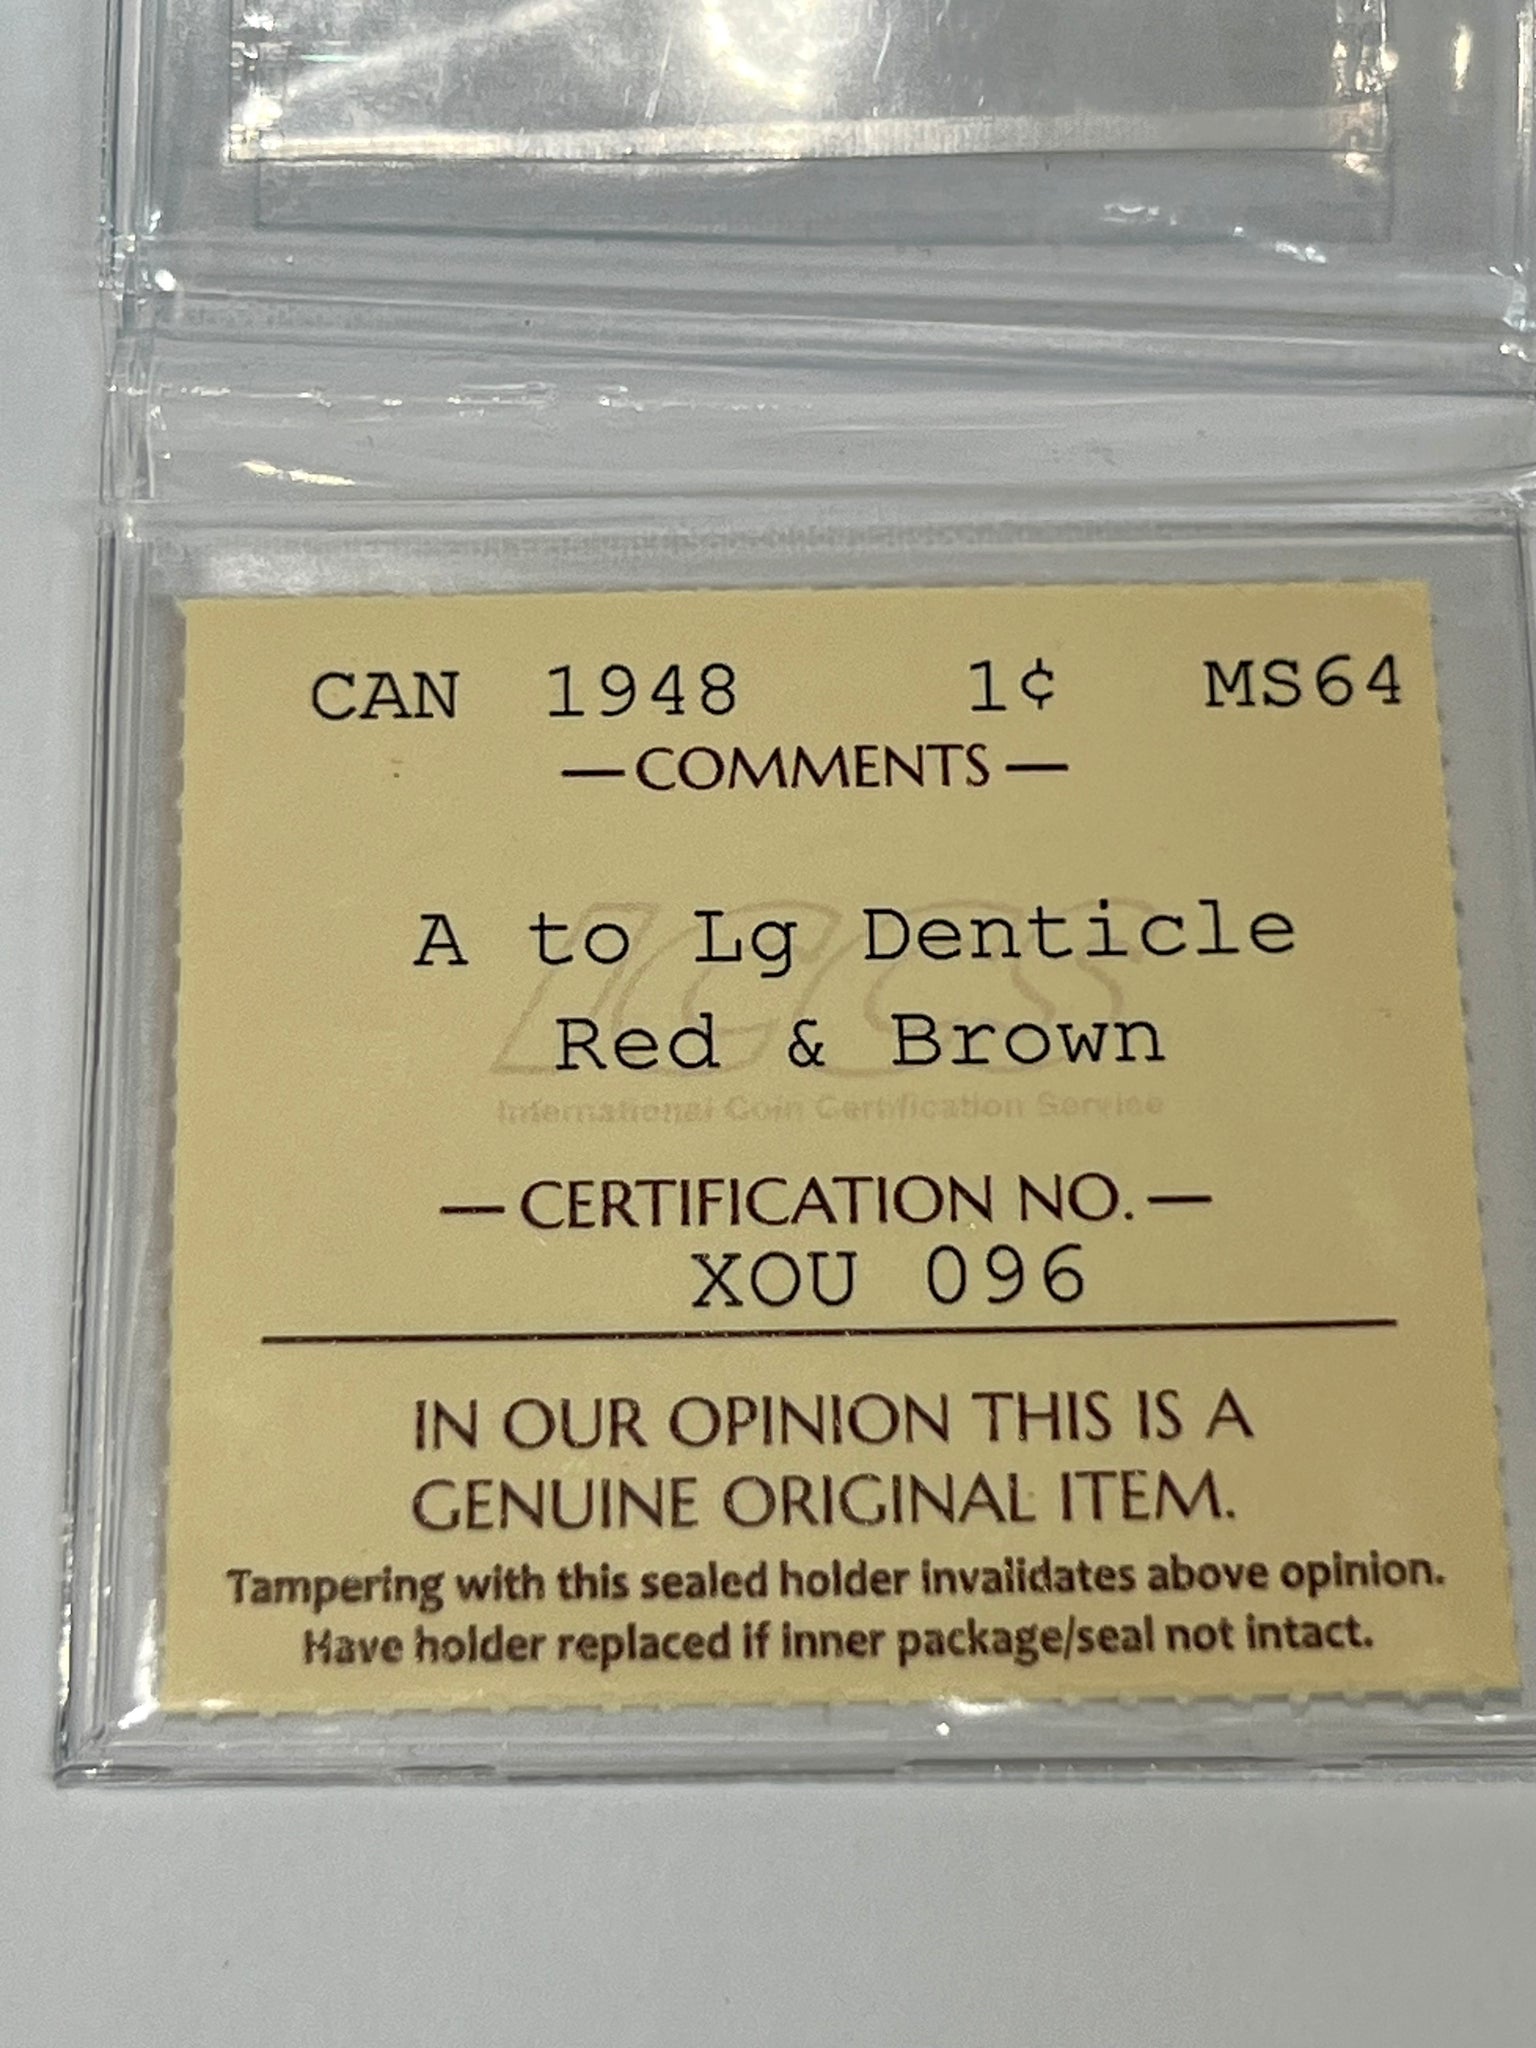 CAN 1948 1¢ MS64
—COMMENTS—
A to Lg Denticle
Red & Brown
ICCS
International Coin Certification Service
—CERTIFICATION NO.—
XOU 096
IN OUR OPINION THIS IS A
GENUINE ORIGINAL ITEM.
Tampering with this sealed holder invalidates above opinion.
Have holder replaced if inner package/seal not intact.